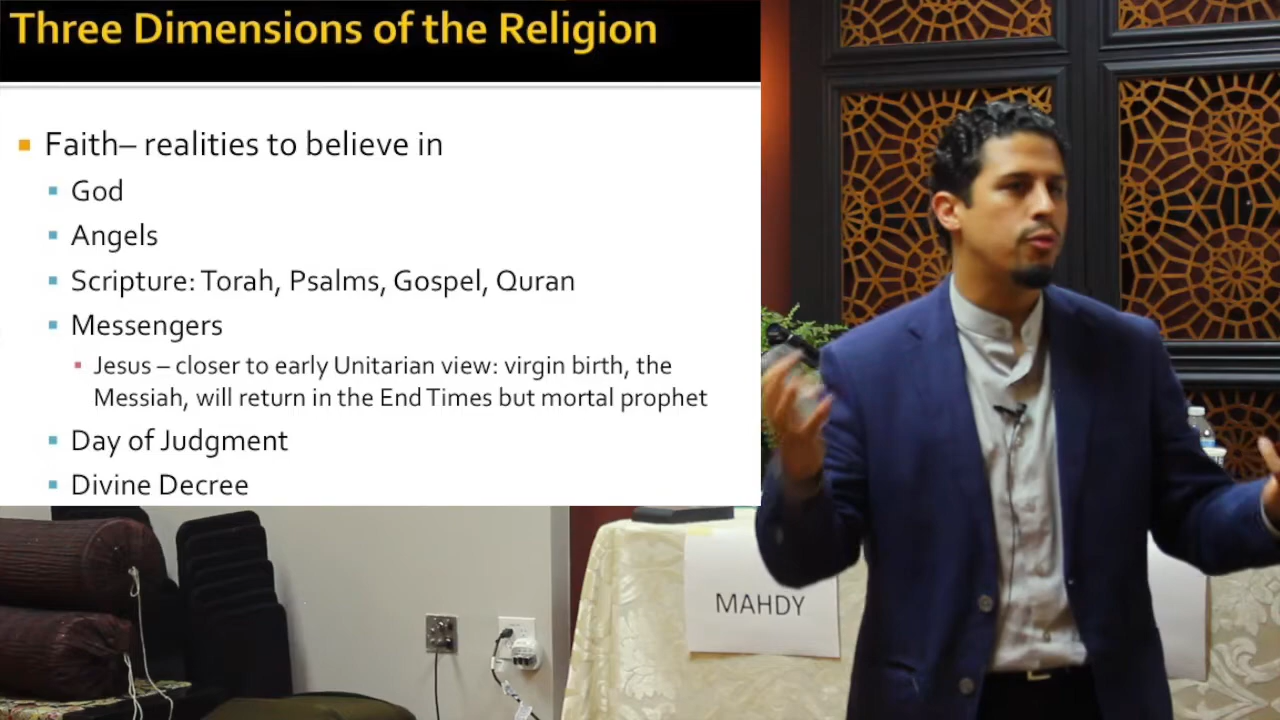 Three Dimensions of the Religion
Faith– realities to believe in
God
Angels
Scripture: Torah, Psalms, Gospel, Quran
Messengers
Jesus – closer to early Unitarian view: virgin birth, the
Messiah, will return in the End Times but mortal prophet
Day of Judgment
Divine Decree
MAHDY